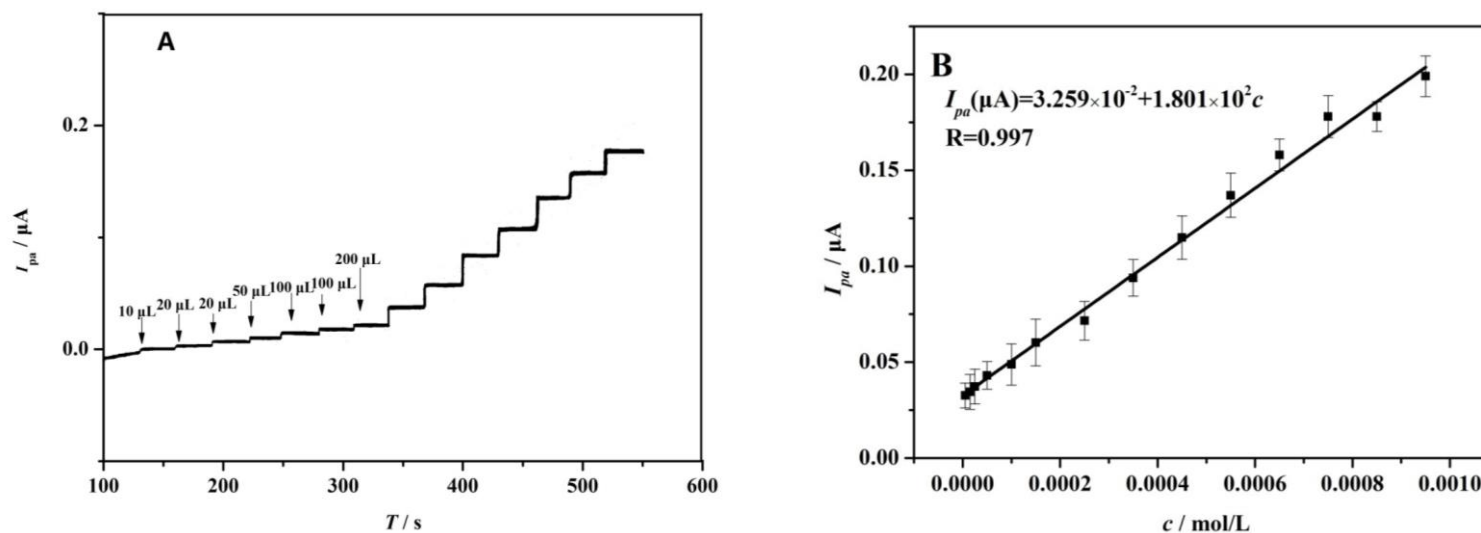 A
I_pa / μA
0.2
0.0
10 μL
20 μL
20 μL
50 μL
100 μL
100 μL
200 μL
100 200 300 400 500 600
T / s
B
I_pa(μA)=3.259×10⁻²+1.801×10²c
R=0.997
I_pa / μA
0.20
0.15
0.10
0.05
0.00
0.0000 0.0002 0.0004 0.0006 0.0008 0.0010
c / mol/L